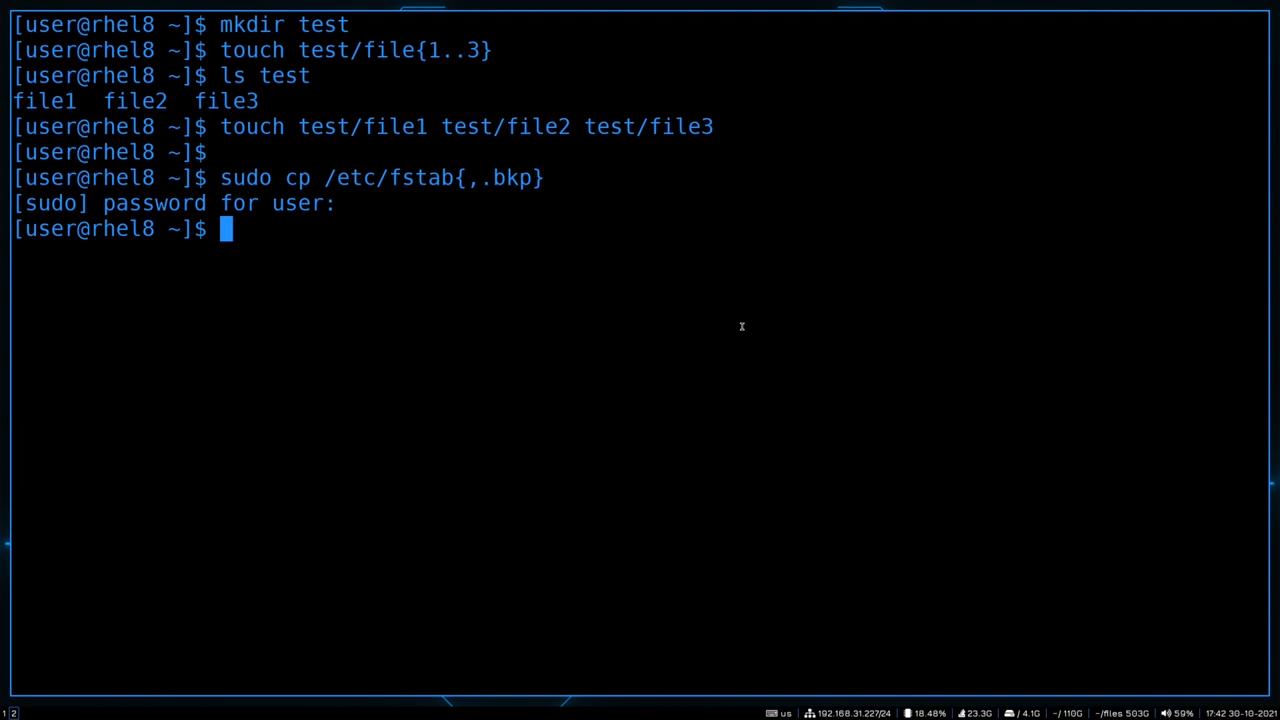 [user@rhel8 ~]$ mkdir test
[user@rhel8 ~]$ touch test/file{1..3}
[user@rhel8 ~]$ ls test
file1  file2  file3
[user@rhel8 ~]$ touch test/file1 test/file2 test/file3
[user@rhel8 ~]$
[user@rhel8 ~]$ sudo cp /etc/fstab{,.bkp}
[sudo] password for user:
[user@rhel8 ~]$
1 2 us 192.168.31.227/24 18.48% 23.3G / 4.1G ~/ 110G ~/files 503G 59% 17:42 30-10-2021